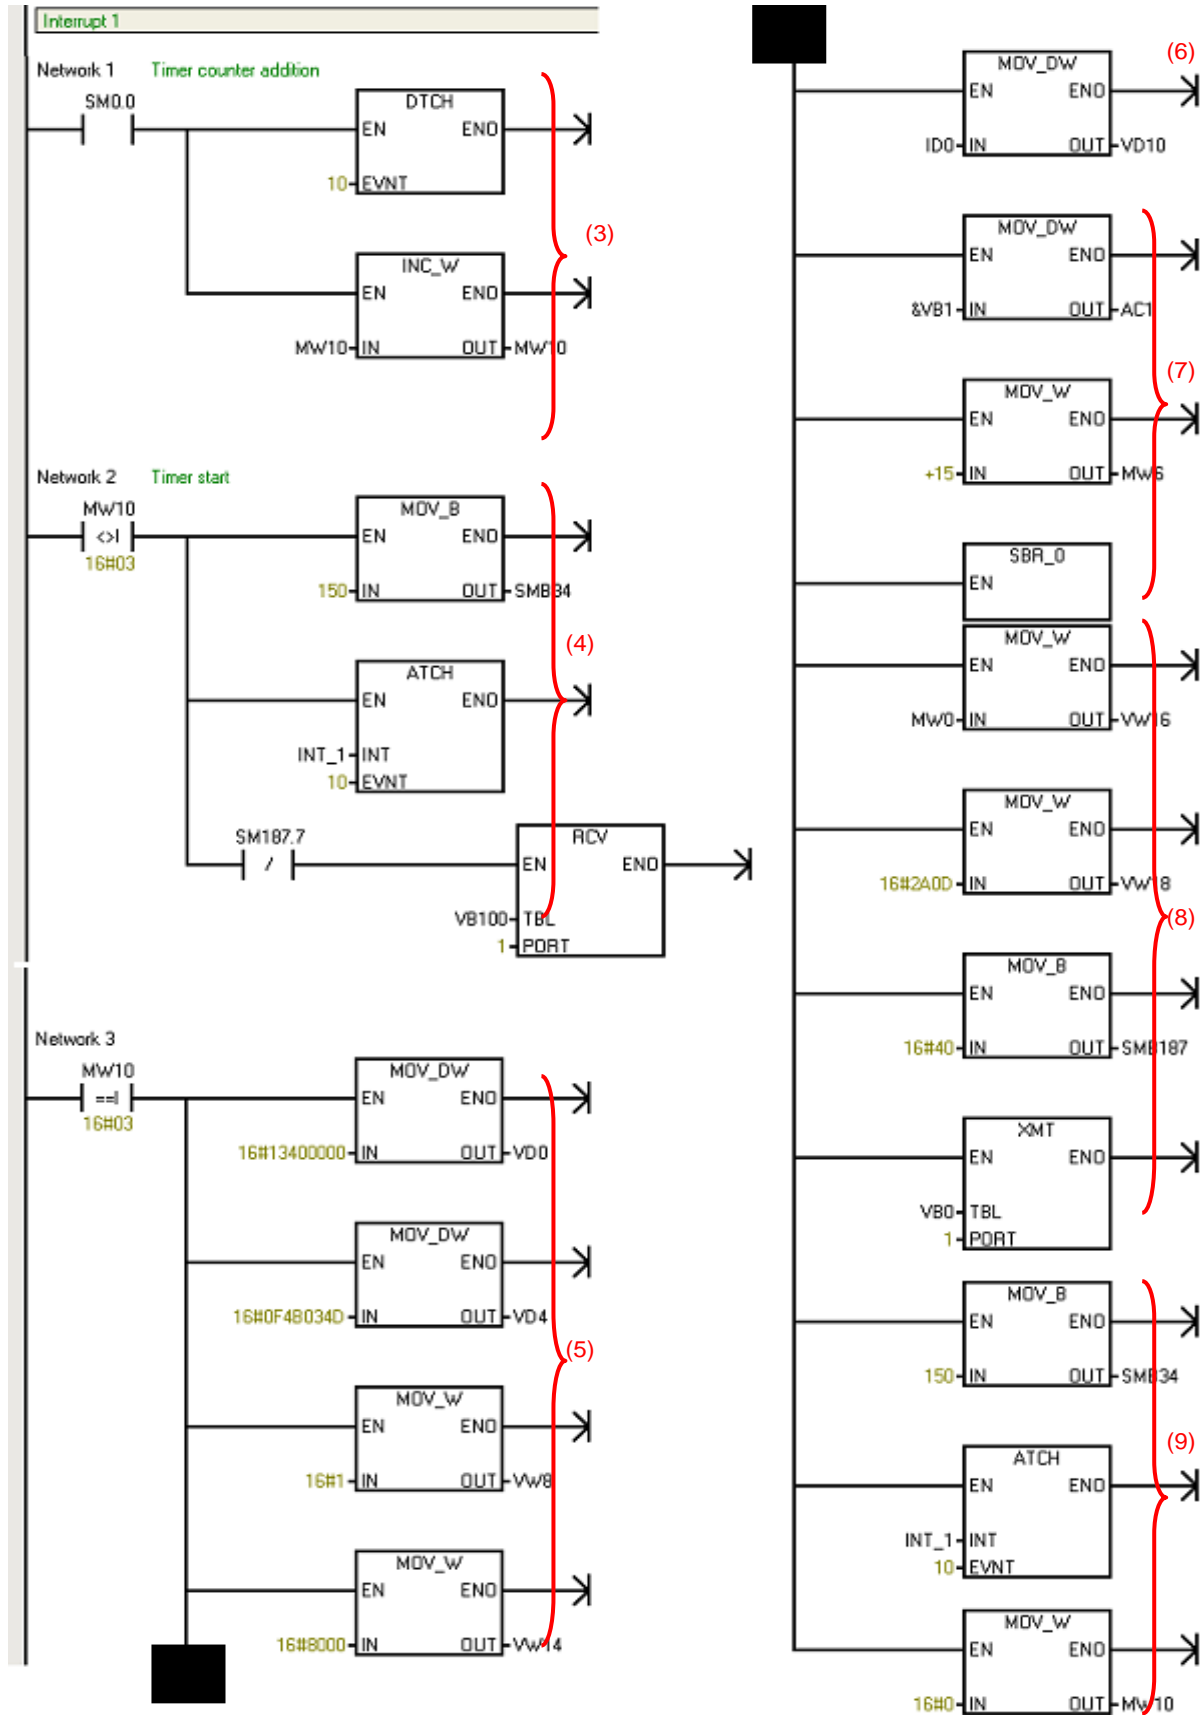 Interrupt 1
Network 1 Timer counter addition
SM0.0
DTCH
EN ENO
10 EVNT
(3)
INC_W
EN ENO
MW10 IN OUT MW10
Network 2 Timer start
MW10
<>I
16#03
MOV_B
EN ENO
150 IN OUT SMB34
(4)
ATCH
EN ENO
INT_1 INT
10 EVNT
SM187.7
/
RCV
EN ENO
VB100 TBL
1 PORT
Network 3
MW10
==I
16#03
MOV_DW
EN ENO
16#13400000 IN OUT VD0
MOV_DW
EN ENO
16#0F4B034D IN OUT VD4
(5)
MOV_W
EN ENO
16#1 IN OUT VW8
MOV_W
EN ENO
16#8000 IN OUT VW14
(6)
MOV_DW
EN ENO
ID0 IN OUT VD10
MOV_DW
EN ENO
&VB1 IN OUT AC1
(7)
MOV_W
EN ENO
+15 IN OUT MW6
SBR_0
EN
MOV_W
EN ENO
MW0 IN OUT VW16
MOV_W
EN ENO
16#2A0D IN OUT VW18
(8)
MOV_B
EN ENO
16#40 IN OUT SMB187
XMT
EN ENO
VB0 TBL
1 PORT
MOV_B
EN ENO
150 IN OUT SMB34
(9)
ATCH
EN ENO
INT_1 INT
10 EVNT
MOV_W
EN ENO
16#0 IN OUT MW10